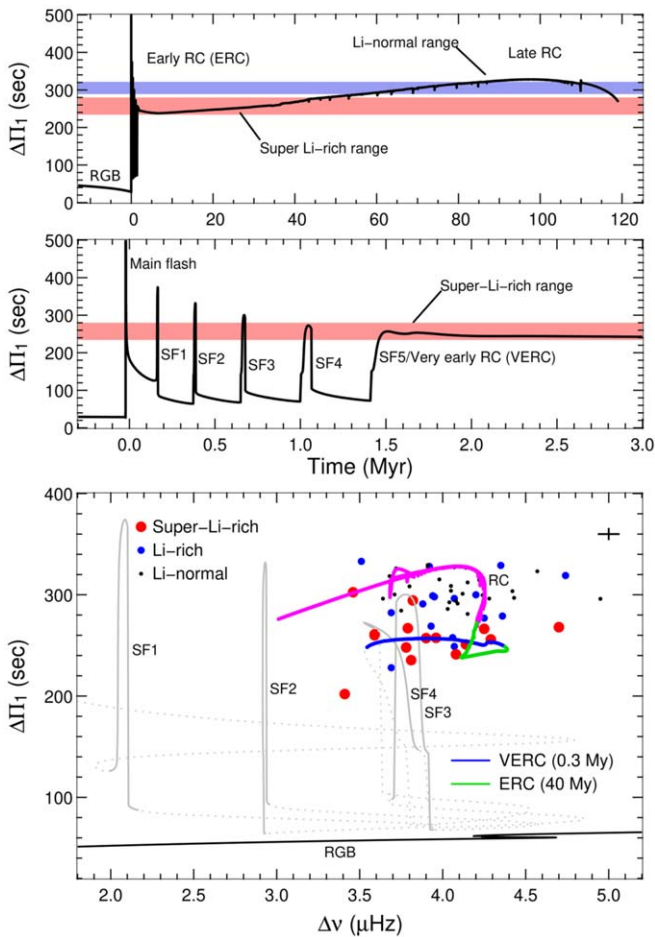 500
400
300
200
100
0
ΔΠ1 (sec)
Early RC (ERC)
Li−normal range
Late RC
Super Li−rich range
RGB
0 20 40 60 80 100 120
500
400
300
200
100
0
ΔΠ1 (sec)
Main flash
Super−Li−rich range
SF1
SF2
SF3
SF4
SF5/Very early RC (VERC)
0.0 0.5 1.0 1.5 2.0 2.5 3.0
Time (Myr)
400
300
200
100
ΔΠ1 (sec)
Super−Li−rich
Li−rich
Li−normal
RC
SF1
SF2
SF4
SF3
VERC (0.3 My)
ERC (40 My)
RGB
2.0 2.5 3.0 3.5 4.0 4.5 5.0
Δν (μHz)